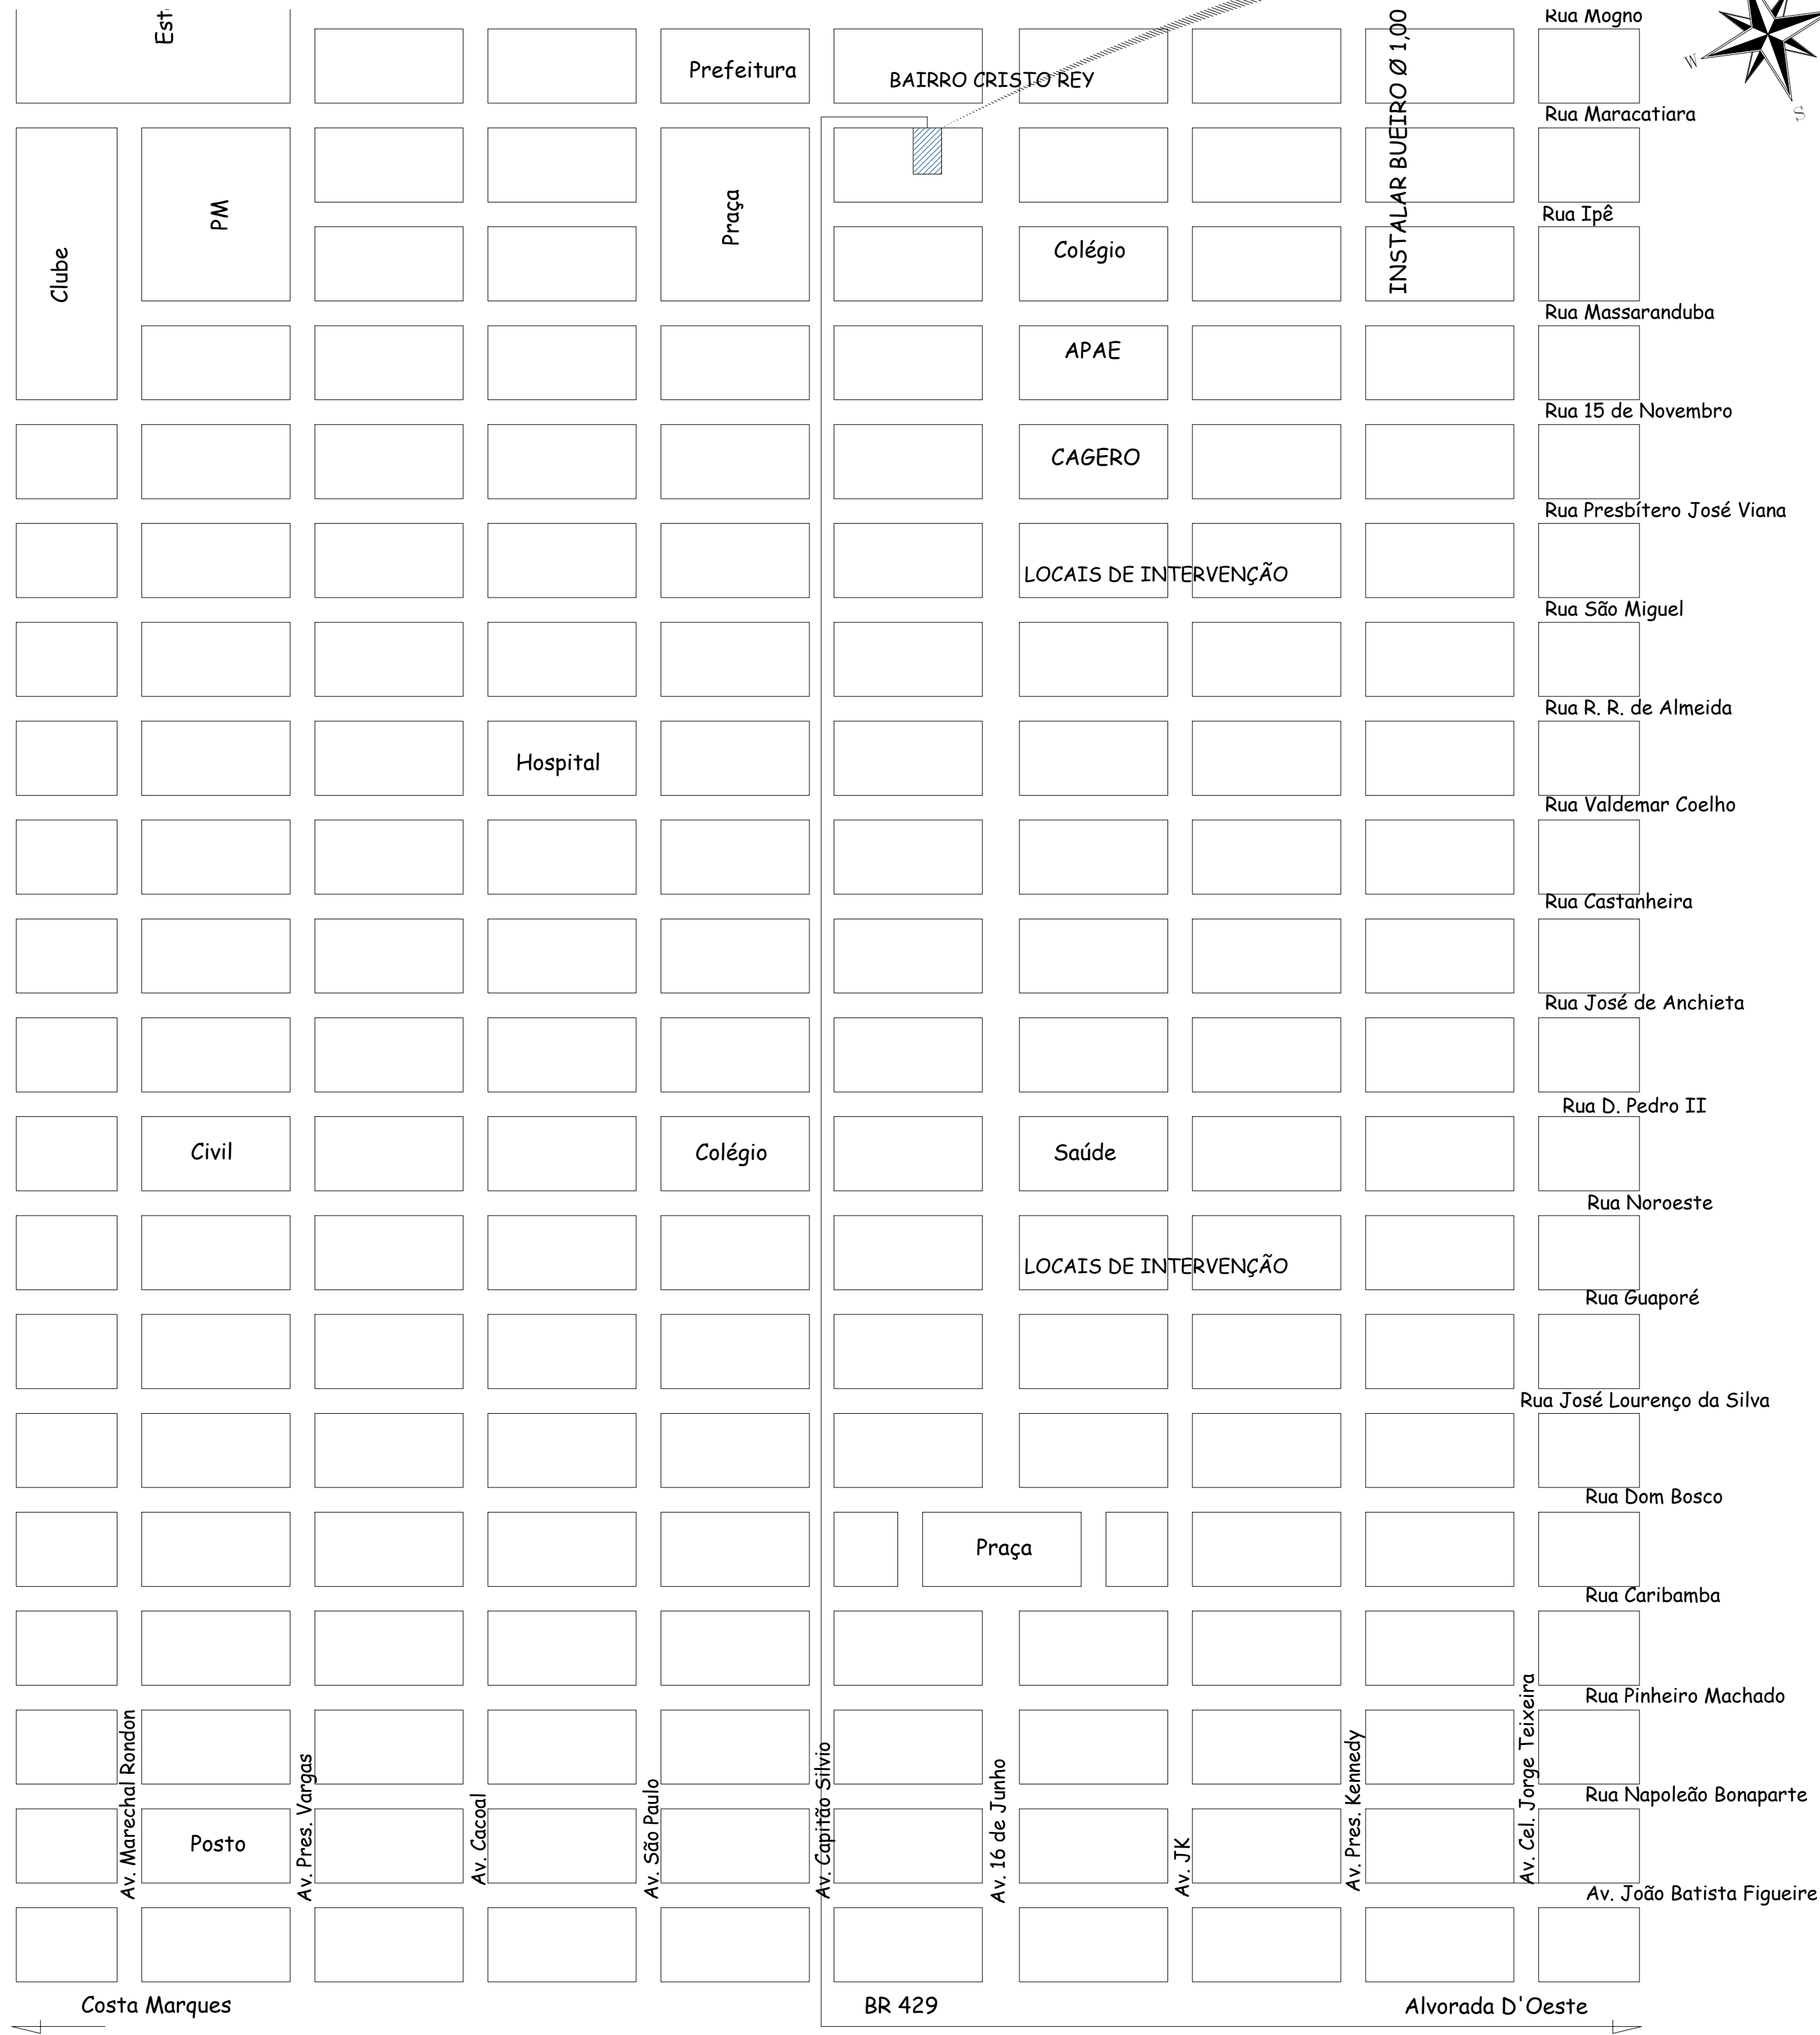 Rua Mogno
Est
Prefeitura
BAIRRO CRISTO REY
INSTALAR BUEIRO Ø 1,00
W
S
Rua Maracatiara
PM
Praça
Rua Ipê
Clube
Colégio
Rua Massaranduba
APAE
Rua 15 de Novembro
CAGERO
Rua Presbítero José Viana
LOCAIS DE INTERVENÇÃO
Rua São Miguel
Rua R. R. de Almeida
Hospital
Rua Valdemar Coelho
Rua Castanheira
Rua José de Anchieta
Rua D. Pedro II
Civil
Colégio
Saúde
Rua Noroeste
LOCAIS DE INTERVENÇÃO
Rua Guaporé
Rua José Lourenço da Silva
Rua Dom Bosco
Praça
Rua Caribamba
Rua Pinheiro Machado
Av. Marechal Rondon
Av. Pres. Vargas
Av. Cacoal
Av. São Paulo
Av. Capitão Silvio
Av. 16 de Junho
Av. JK
Av. Pres. Kennedy
Av. Cel. Jorge Teixeira
Rua Napoleão Bonaparte
Posto
Av. João Batista Figueire
Costa Marques
BR 429
Alvorada D'Oeste